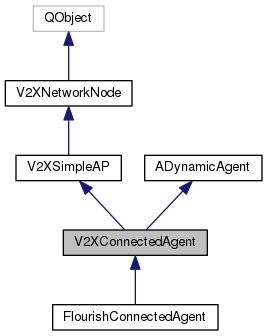 QObject
V2XNetworkNode
V2XSimpleAP
ADynamicAgent
V2XConnectedAgent
FlourishConnectedAgent